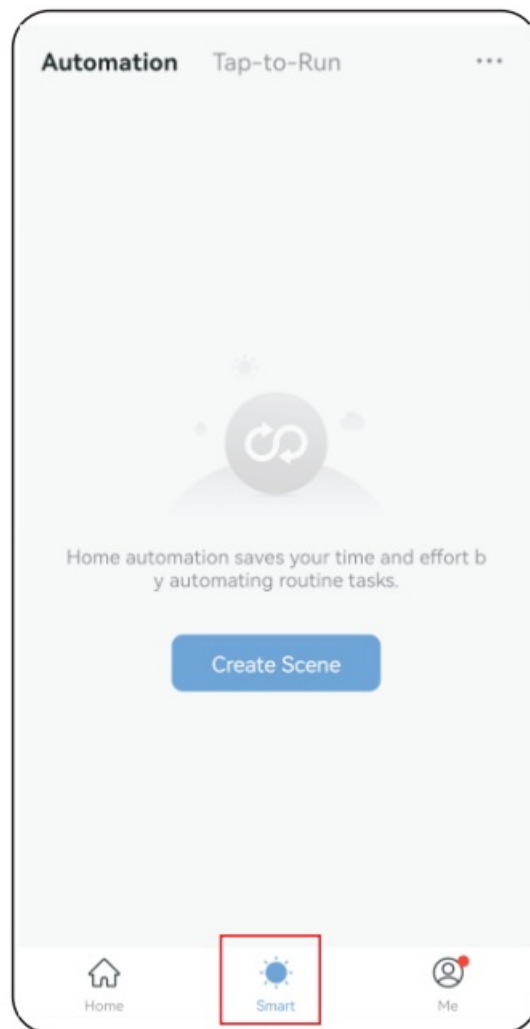 Automation Tap-to-Run
Home automation saves your time and effort b
y automating routine tasks.
Create Scene
Home Smart Me